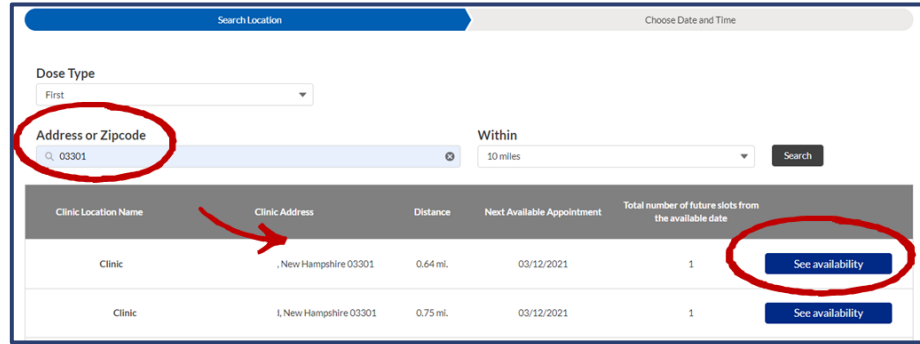 Search Location
Choose Date and Time
Dose Type
First
Address or Zipcode
Within
03301
10 miles
Search
Clinic Location Name
Clinic Address
Distance
Next Available Appointment
Total number of future slots from
the available date
Clinic
, New Hampshire 03301
0.64 mi.
03/12/2021
1
See availability
Clinic
l, New Hampshire 03301
0.75 mi.
03/12/2021
1
See availability